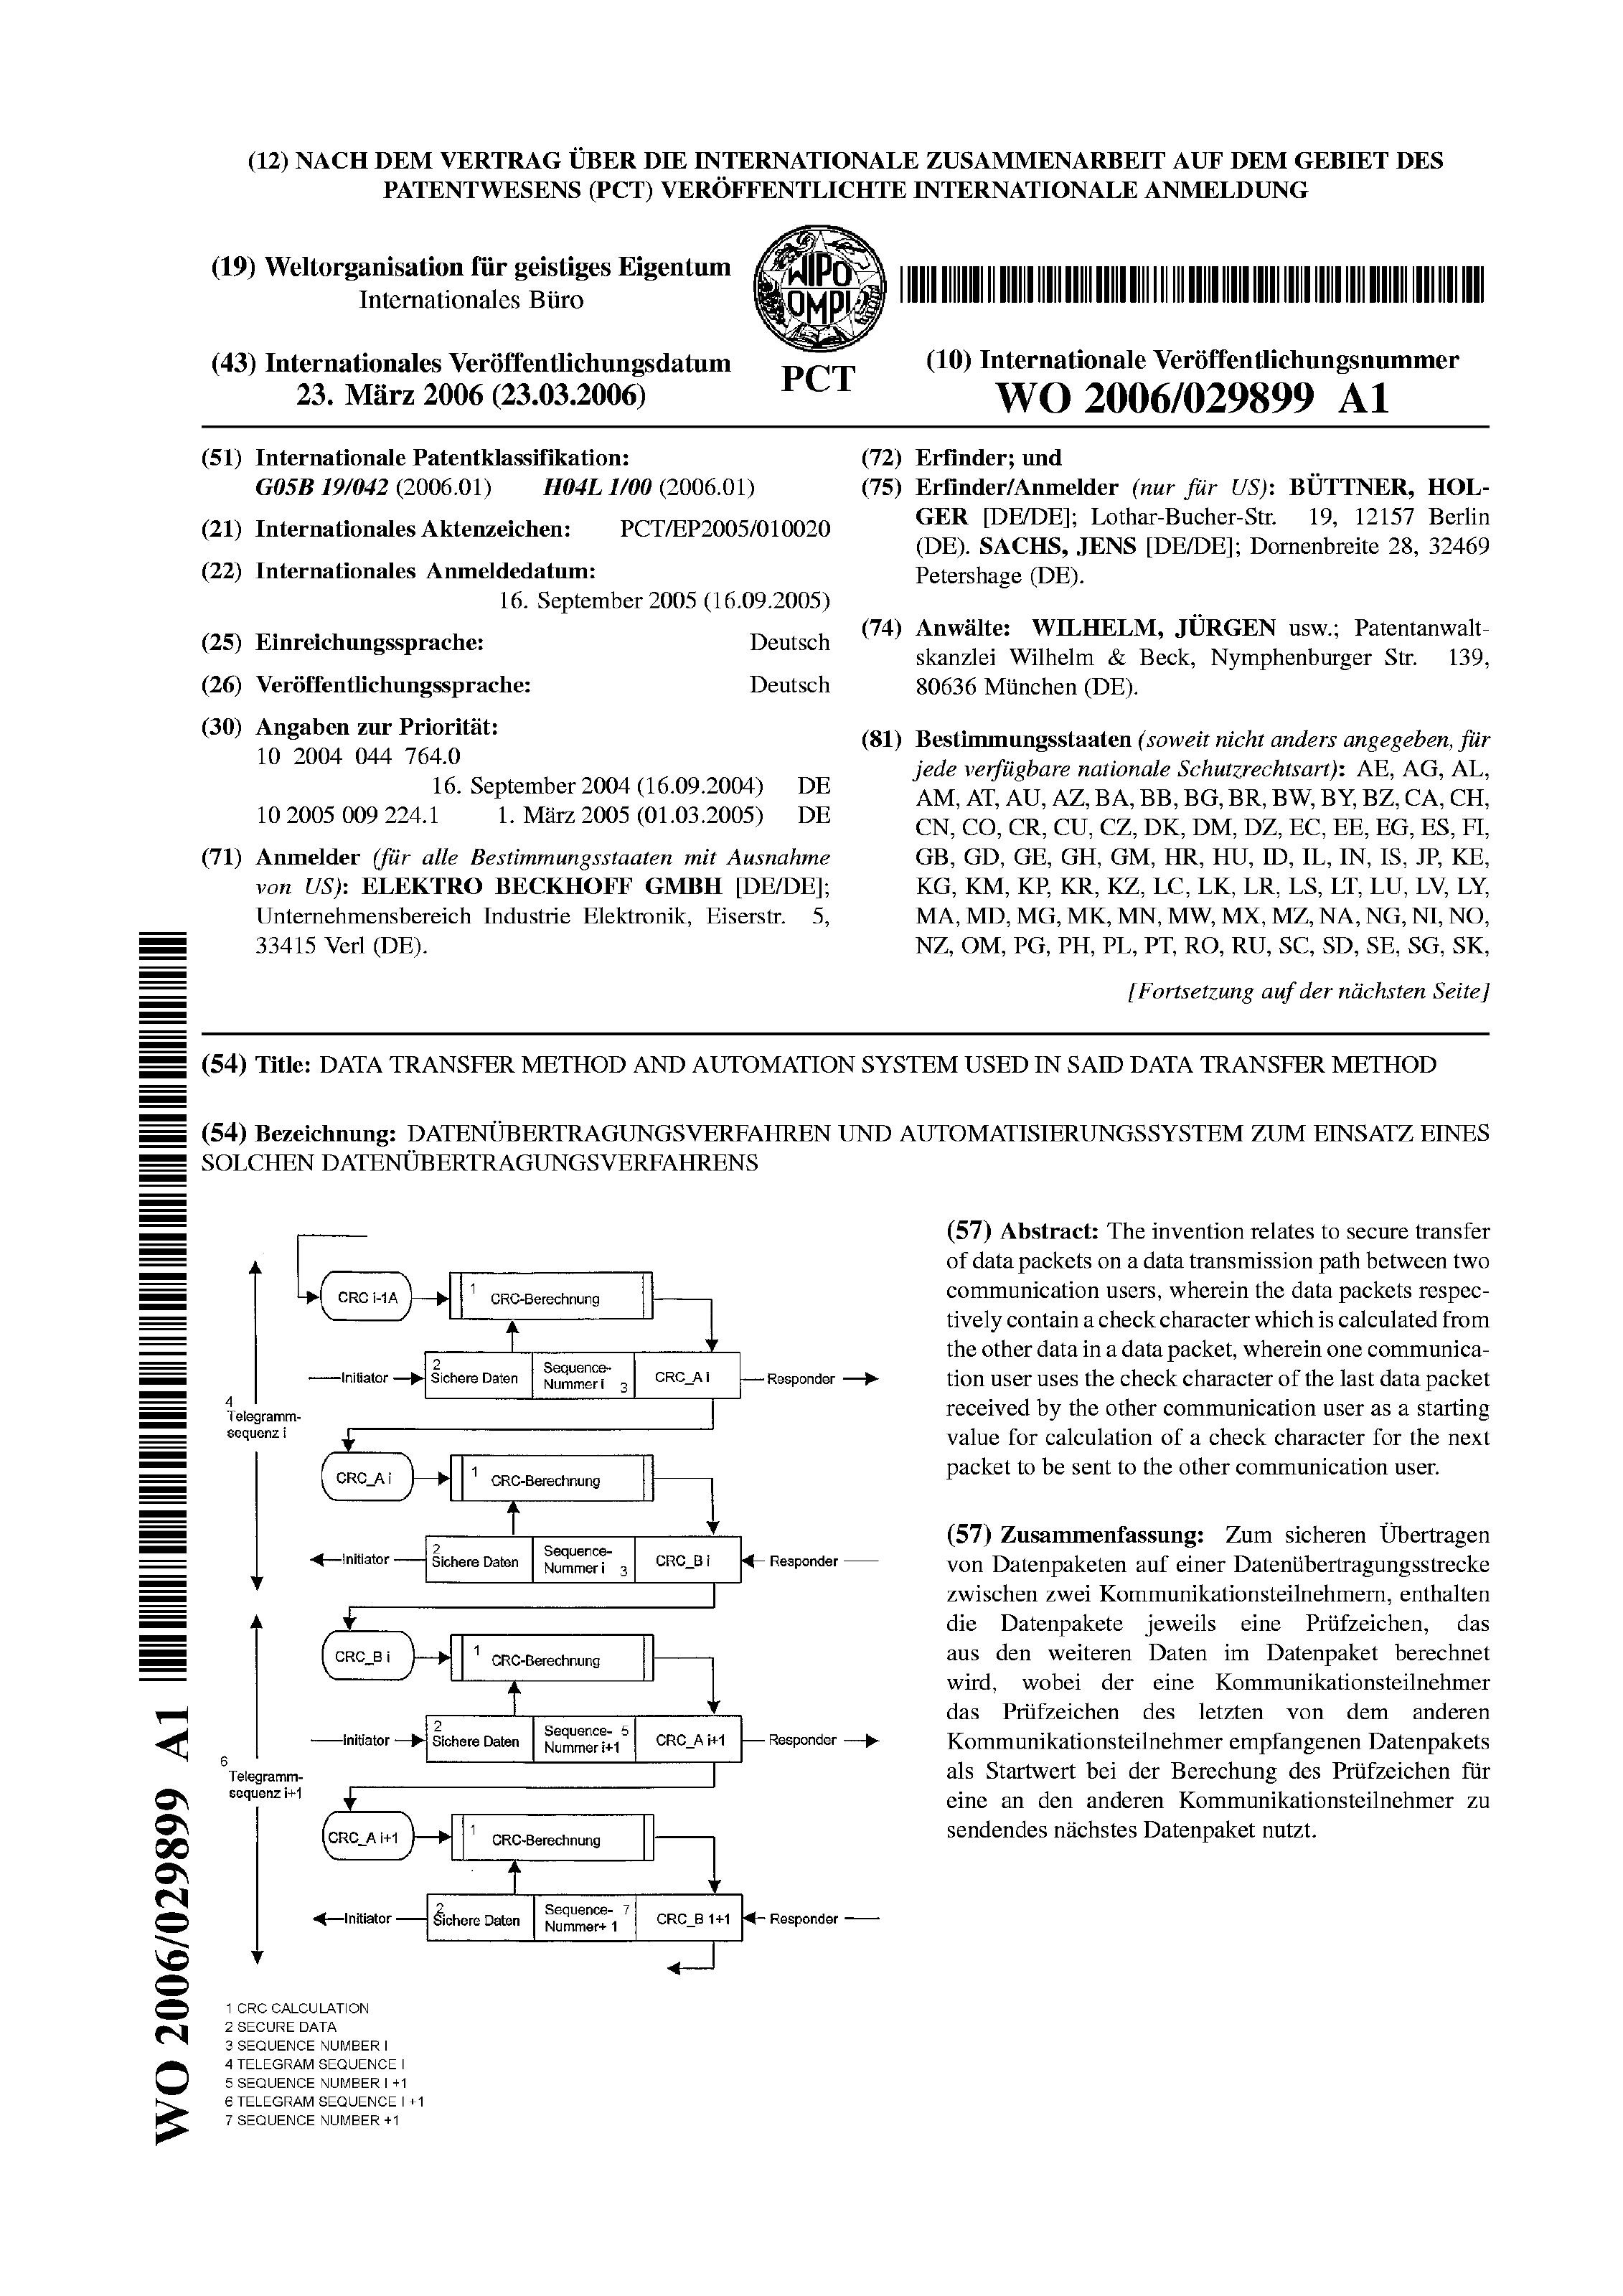 (12) NACH DEM VERTRAG ÜBER DIE INTERNATIONALE ZUSAMMENARBEIT AUF DEM GEBIET DES
PATENTWESENS (PCT) VERÖFFENTLICHTE INTERNATIONALE ANMELDUNG
(19) Weltorganisation für geistiges Eigentum
Internationales Büro
WIPO
OMPI
PCT
(43) Internationales Veröffentlichungsdatum
23. März 2006 (23.03.2006)
(10) Internationale Veröffentlichungsnummer
WO 2006/029899 A1
(51) Internationale Patentklassifikation:
G05B 19/042 (2006.01) H04L 1/00 (2006.01)
(21) Internationales Aktenzeichen: PCT/EP2005/010020
(22) Internationales Anmeldedatum:
16. September 2005 (16.09.2005)
(25) Einreichungssprache: Deutsch
(26) Veröffentlichungssprache: Deutsch
(30) Angaben zur Priorität:
10 2004 044 764.0
16. September 2004 (16.09.2004) DE
10 2005 009 224.1 1. März 2005 (01.03.2005) DE
(71) Anmelder (für alle Bestimmungsstaaten mit Ausnahme
von US): ELEKTRO BECKHOFF GMBH [DE/DE];
Unternehmensbereich Industrie Elektronik, Eiserstr. 5,
33415 Verl (DE).
(72) Erfinder; und
(75) Erfinder/Anmelder (nur für US): BÜTTNER, HOL-
GER [DE/DE]; Lothar-Bucher-Str. 19, 12157 Berlin
(DE). SACHS, JENS [DE/DE]; Dornenbreite 28, 32469
Petershage (DE).
(74) Anwälte: WILHELM, JÜRGEN usw.; Patentanwalt-
skanzlei Wilhelm & Beck, Nymphenburger Str. 139,
80636 München (DE).
(81) Bestimmungsstaaten (soweit nicht anders angegeben, für
jede verfügbare nationale Schutzrechtsart): AE, AG, AL,
AM, AT, AU, AZ, BA, BB, BG, BR, BW, BY, BZ, CA, CH,
CN, CO, CR, CU, CZ, DK, DM, DZ, EC, EE, EG, ES, FI,
GB, GD, GE, GH, GM, HR, HU, ID, IL, IN, IS, JP, KE,
KG, KM, KP, KR, KZ, LC, LK, LR, LS, LT, LU, LV, LY,
MA, MD, MG, MK, MN, MW, MX, MZ, NA, NG, NI, NO,
NZ, OM, PG, PH, PL, PT, RO, RU, SC, SD, SE, SG, SK,
[Fortsetzung auf der nächsten Seite]
(54) Title: DATA TRANSFER METHOD AND AUTOMATION SYSTEM USED IN SAID DATA TRANSFER METHOD
(54) Bezeichnung: DATENÜBERTRAGUNGSVERFAHREN UND AUTOMATISIERUNGSSYSTEM ZUM EINSATZ EINES
SOLCHEN DATENÜBERTRAGUNGSVERFAHRENS
CRC i-1A
1 CRC-Berechnung
Initiator
2 Sichere Daten
Sequence-
Nummer i 3
CRC_A i
Responder
4
Telegramm-
sequenz i
CRC_A i
1 CRC-Berechnung
Initiator
2 Sichere Daten
Sequence-
Nummer i 3
CRC_B i
Responder
CRC_B i
1 CRC-Berechnung
Initiator
2 Sichere Daten
Sequence- 5
Nummer i+1
CRC_A i+1
Responder
6
Telegramm-
sequenz i+1
CRC_A i+1
1 CRC-Berechnung
Initiator
2 Sichere Daten
Sequence- 7
Nummer+ 1
CRC_B 1+1
Responder
1 CRC CALCULATION
2 SECURE DATA
3 SEQUENCE NUMBER I
4 TELEGRAM SEQUENCE I
5 SEQUENCE NUMBER I +1
6 TELEGRAM SEQUENCE I +1
7 SEQUENCE NUMBER +1
(57) Abstract: The invention relates to secure transfer
of data packets on a data transmission path between two
communication users, wherein the data packets respec-
tively contain a check character which is calculated from
the other data in a data packet, wherein one communica-
tion user uses the check character of the last data packet
received by the other communication user as a starting
value for calculation of a check character for the next
packet to be sent to the other communication user.
(57) Zusammenfassung: Zum sicheren Übertragen
von Datenpaketen auf einer Datenübertragungsstrecke
zwischen zwei Kommunikationsteilnehmern, enthalten
die Datenpakete jeweils eine Prüfzeichen, das
aus den weiteren Daten im Datenpaket berechnet
wird, wobei der eine Kommunikationsteilnehmer
das Prüfzeichen des letzten von dem anderen
Kommunikationsteilnehmer empfangenen Datenpakets
als Startwert bei der Berechung des Prüfzeichen für
eine an den anderen Kommunikationsteilnehmer zu
sendendes nächstes Datenpaket nutzt.
WO 2006/029899 A1